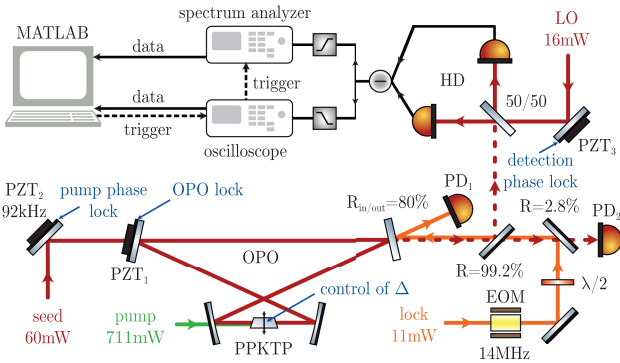 spectrum analyzer
MATLAB
data
trigger
data
trigger
oscilloscope
HD
50/50
LO
16mW
PZT3
detection
phase lock
PZT2
92kHz
pump phase
lock
OPO lock
PZT1
OPO
Rin/out=80%
PD1
R=2.8%
PD2
R=99.2%
λ/2
seed
60mW
pump
711mW
control of Δ
PPKTP
lock
11mW
EOM
14MHz